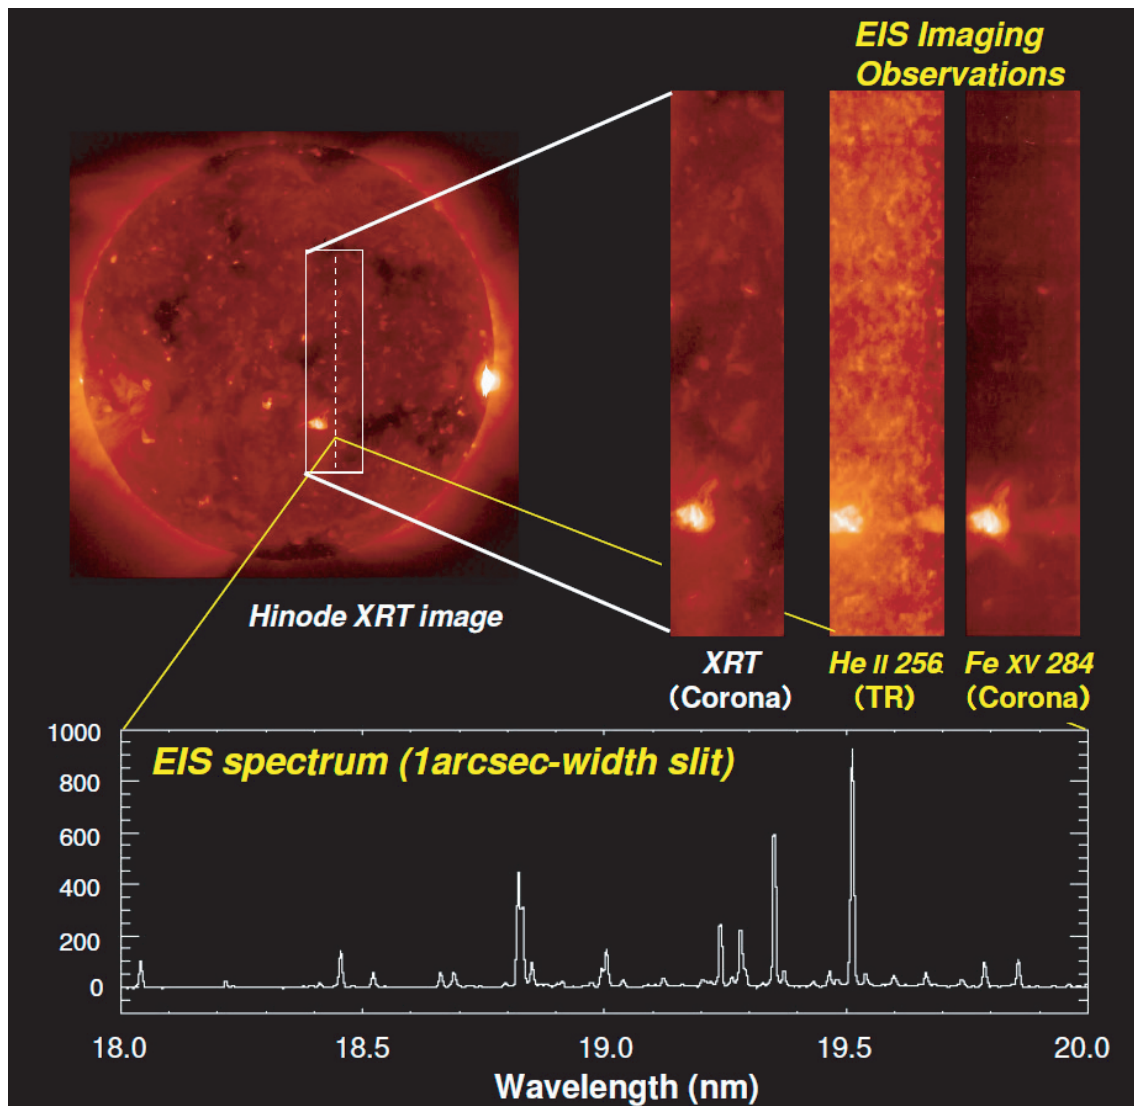 EIS Imaging
Observations
Hinode XRT image
XRT
(Corona)
He II 256
(TR)
Fe XV 284
(Corona)
EIS spectrum (1arcsec-width slit)
1000
800
600
400
200
0
18.0
18.5
19.0
19.5
20.0
Wavelength (nm)